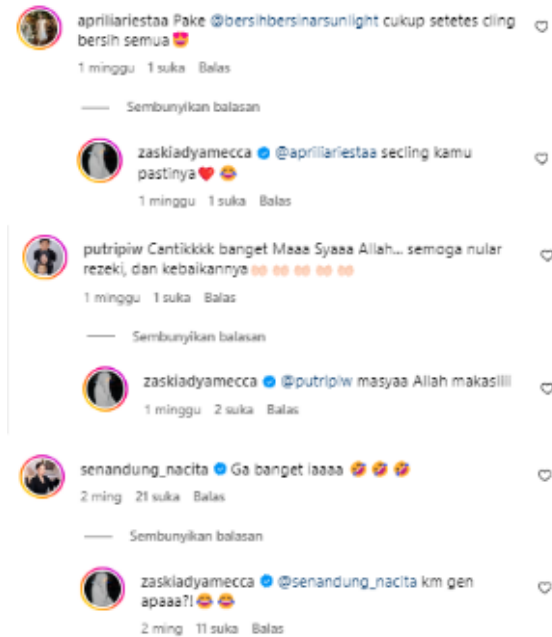 apriliariestaa Pake @bersihbersinarsunlight cukup setetes cling
bersih semua😍
1 minggu 1 suka Balas
Sembunyikan balasan
zaskiadyamecca @apriliariestaa secling kamu
pastinya❤️ 😂
1 minggu 1 suka Balas
putripiw Cantikkkk banget Maaa Syaaa Allah... semoga nular
rezeki, dan kebaikannya🤲🏻 🤲🏻 🤲🏻 🤲🏻 🤲🏻
1 minggu 1 suka Balas
Sembunyikan balasan
zaskiadyamecca @putripiw masyaa Allah makasiiii
1 minggu 2 suka Balas
senandung_nacita Ga banget laaaa 🤣 🤣 🤣
2 ming 21 suka Balas
Sembunyikan balasan
zaskiadyamecca @senandung_nacita km gen
apaaa?!😂 😂
2 ming 11 suka Balas